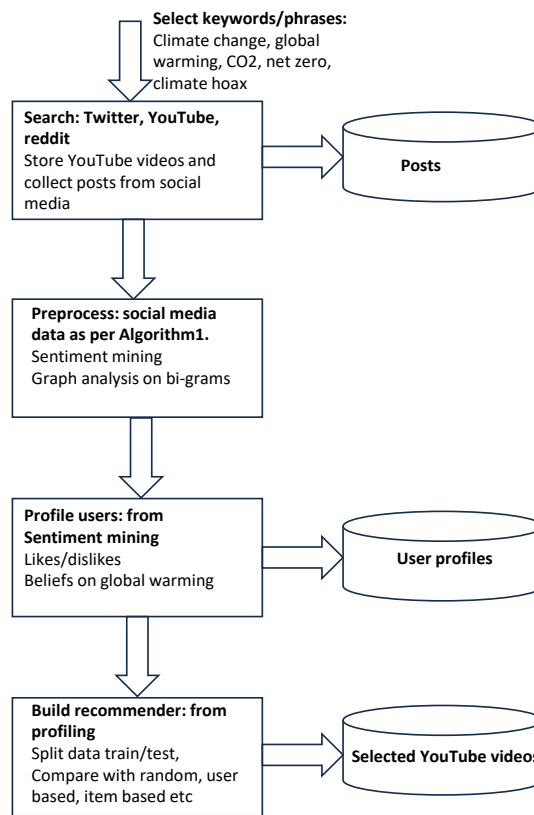 Select keywords/phrases:
Climate change, global
warming, CO2, net zero,
climate hoax
Search: Twitter, YouTube,
reddit
Store YouTube videos and
collect posts from social
media
Posts
Preprocess: social media
data as per Algorithm1.
Sentiment mining
Graph analysis on bi-grams
Profile users: from
Sentiment mining
Likes/dislikes
Beliefs on global warming
User profiles
Build recommender: from
profiling
Split data train/test,
Compare with random, user
based, item based etc
Selected YouTube videos